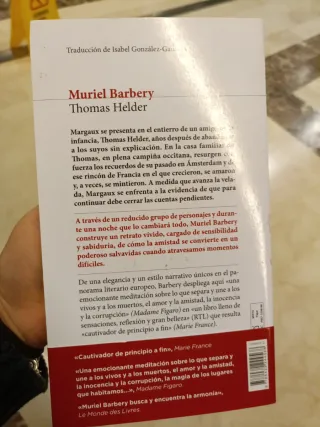 Traducción de Isabel González-
Muriel Barbery
Thomas Helder
Margaux se presenta en el entierro de un amigo de
infancia, Thomas Helder, años después de
a los suyos sin explicación. En la casa familiar
Thomas, en plena campiña occitana, resurgen
fuerza los recuerdos de su pasado en Ámsterdam y
ese rincón de Francia en el que crecieron, se amaron
y, a veces, se mintieron. A medida que avanza la vela-
da, Margaux se enfrenta a la evidencia de que para
continuar debe cerrar las cuentas pendientes.
A través de un reducido grupo de personajes y duran-
te una noche que lo cambiará todo, Muriel Barbery
construye un retrato vívido, cargado de sensibilidad
y sabiduría, de cómo la amistad se convierte en un
poderoso salvavidas cuando atravesamos momentos
difíciles.
De una elegancia y un estilo narrativo únicos en el pa-
norama literario europeo, Barbery despliega aquí «una
emocionante meditación sobre lo que separa y une a los
vivos y a los muertos, el amor y la amistad, la inocencia
y la corrupción» (Madame Figaro) en «un libro lleno de
sensaciones, reflexión y gran belleza» (RTL) que resulta
«cautivador de principio a fin» (Marie France).
«Cautivador de principio a fin», Marie France
«Una emocionante meditación sobre lo que separa y
une a los vivos y a los muertos, el amor y la amistad,
la inocencia y la corrupción, la magia de los lugares
que habitamos...», Madame Figaro
«Muriel Barbery busca y encuentra la armonía»,
Le Monde des Livres